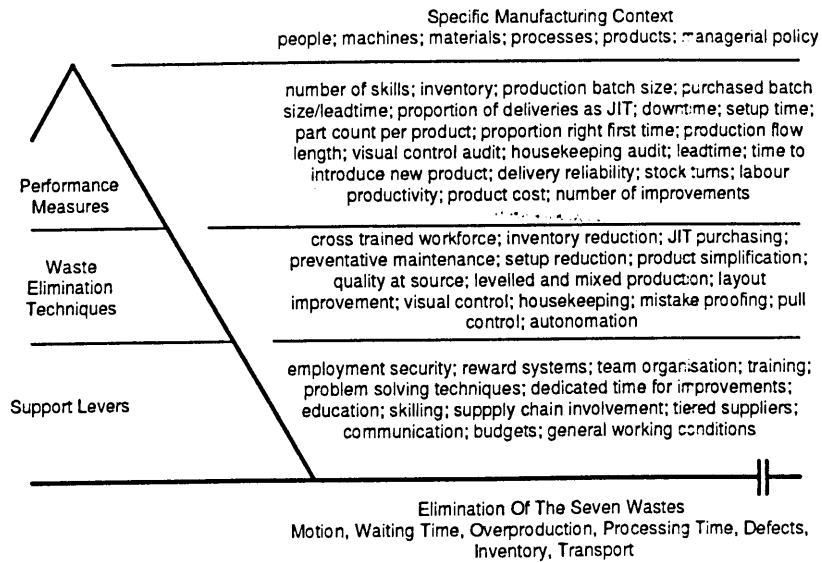 Specific Manufacturing Context
people; machines; materials; processes; products; managerial policy
number of skills; inventory; production batch size; purchased batch
size/leadtime; proportion of deliveries as JIT; downtime; setup time;
part count per product; proportion right first time; production flow
length; visual control audit; housekeeping audit; leadtime; time to
introduce new product; delivery reliability; stock turns; labour
productivity; product cost; number of improvements
Performance
Measures
cross trained workforce; inventory reduction; JIT purchasing;
preventative maintenance; setup reduction; product simplification;
quality at source; levelled and mixed production; layout
improvement; visual control; housekeeping; mistake proofing; pull
control; autonomation
Waste
Elimination
Techniques
employment security; reward systems; team organisation; training;
problem solving techniques; dedicated time for improvements;
education; skilling; suppply chain involvement; tiered suppliers;
communication; budgets; general working conditions
Support Levers
Elimination Of The Seven Wastes
Motion, Waiting Time, Overproduction, Processing Time, Defects,
Inventory, Transport